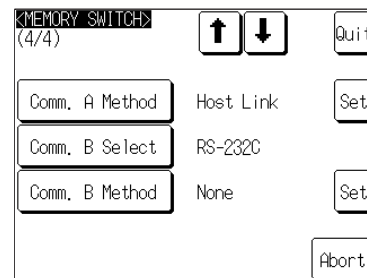 <MEMORY SWITCH>
(4/4)
Quit
Comm. A Method Host Link Set
Comm. B Select RS-232C
Comm. B Method None Set
Abort